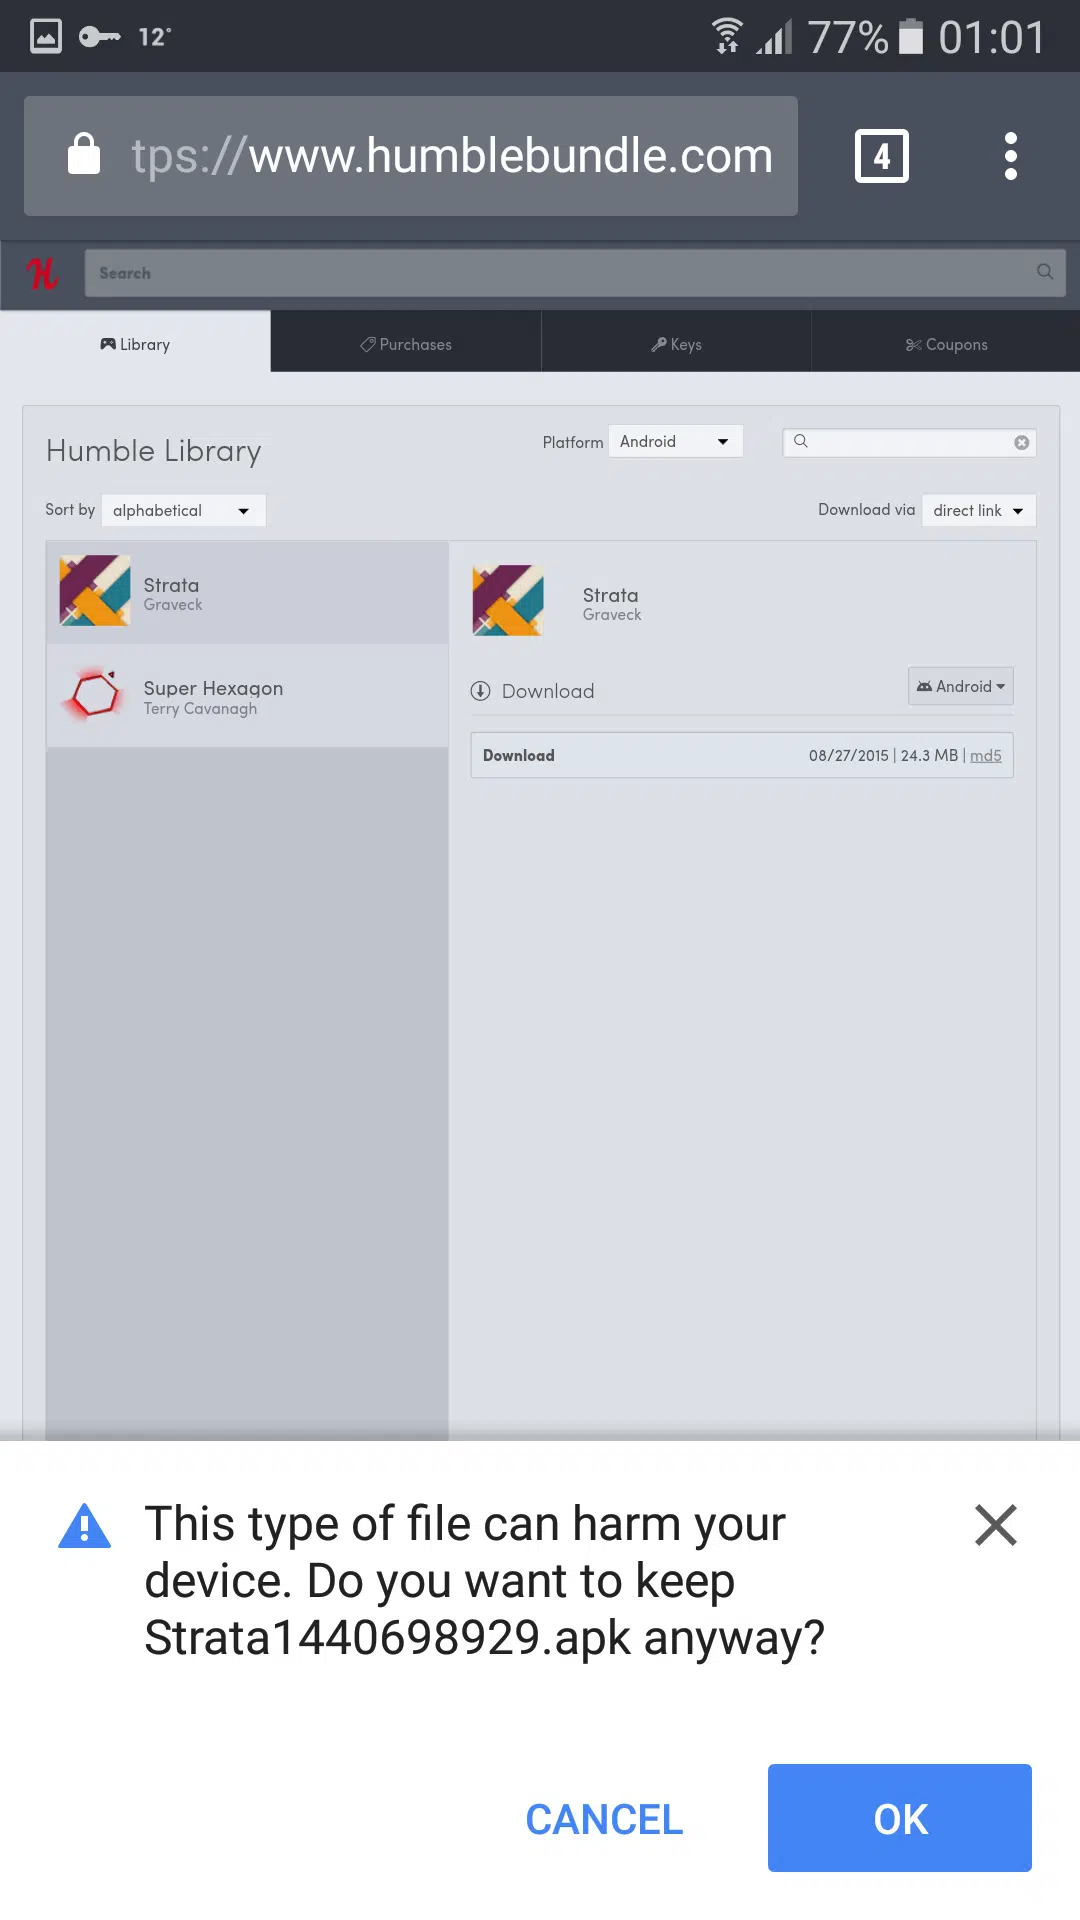 12°
77%
01:01
tps://www.humblebundle.com
4
H
Search
Library
Purchases
Keys
Coupons
Humble Library
Platform
Android
Sort by
alphabetical
Download via
direct link
Strata
Graveck
Super Hexagon
Terry Cavanagh
Strata
Graveck
Download
Android
Download
08/27/2015 | 24.3 MB | md5
This type of file can harm your
device. Do you want to keep
Strata1440698929.apk anyway?
CANCEL
OK